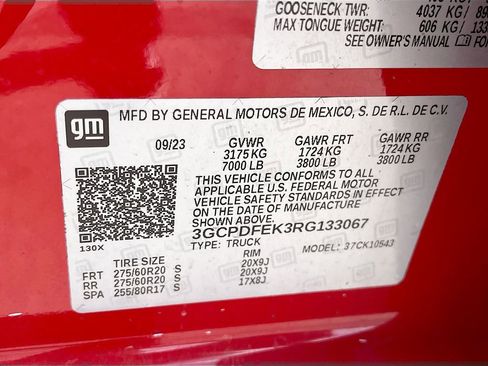 GOOSENECK TWR:
4037 KG/
MAX TONGUE WEIGHT:
606 KG/
SEE OWNER'S MANUAL
gm
MFD BY GENERAL MOTORS DE MEXICO, S. DE R.L. DE C.V.
09/23 GVWR GAWR FRT GAWR RR
3175 KG 1724 KG 1724 KG
7000 LB 3800 LB 3800 LB
THIS VEHICLE CONFORMS TO ALL
APPLICABLE U.S. FEDERAL MOTOR
VEHICLE SAFETY STANDARDS IN
EFFECT ON THE DATE OF MANUFACTURE
SHOWN ABOVE.
3GCPDFEK3RG133067
130X TYPE: TRUCK MODEL: 37CK10543
TIRE SIZE RIM
FRT 275/60R20 S 20X9J
RR 275/60R20 S 20X9J
SPA 255/80R17 S 17X8J